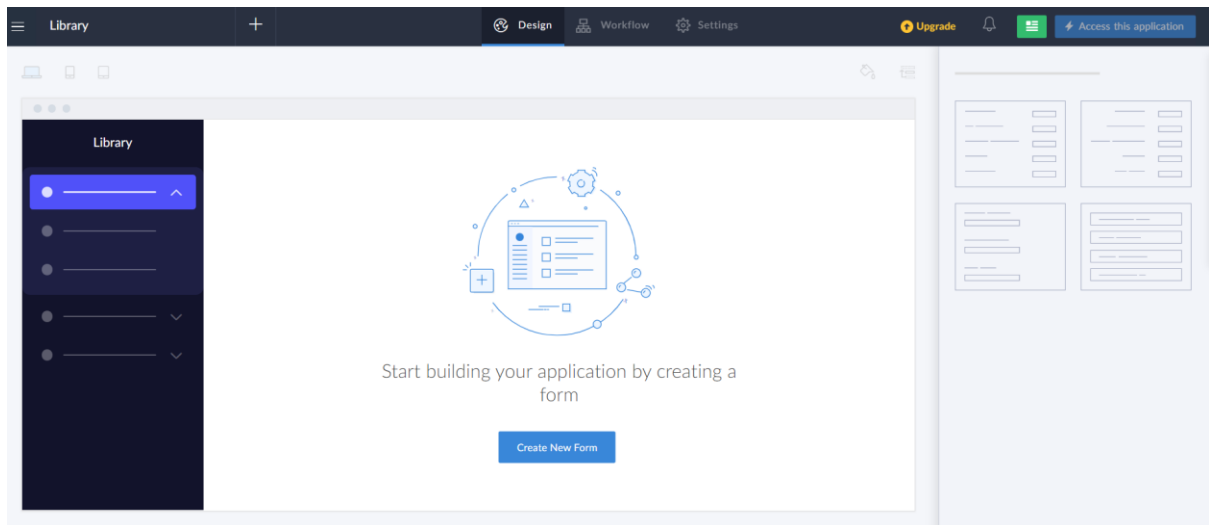 Library
Design
Workflow
Settings
Upgrade
Access this application
Library
Start building your application by creating a
form
Create New Form